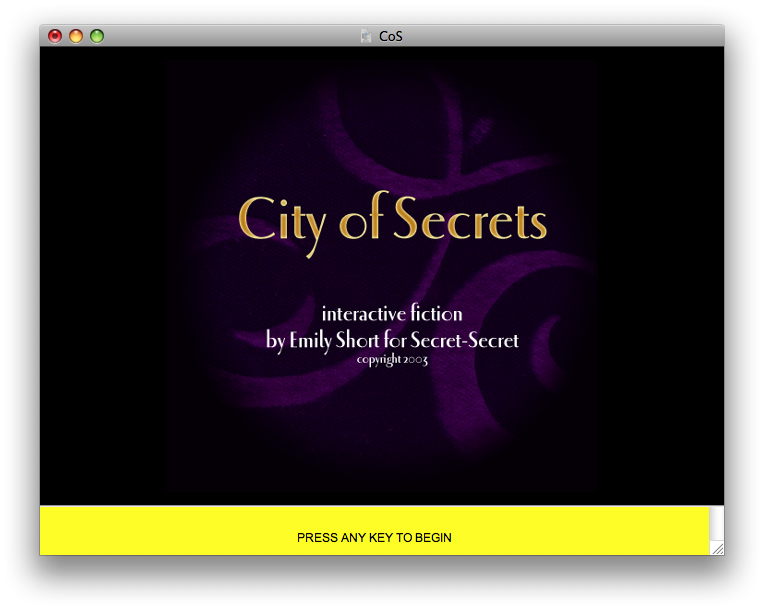 CoS
City of Secrets
interactive fiction
by Emily Short for Secret-Secret
copyright 2003
PRESS ANY KEY TO BEGIN